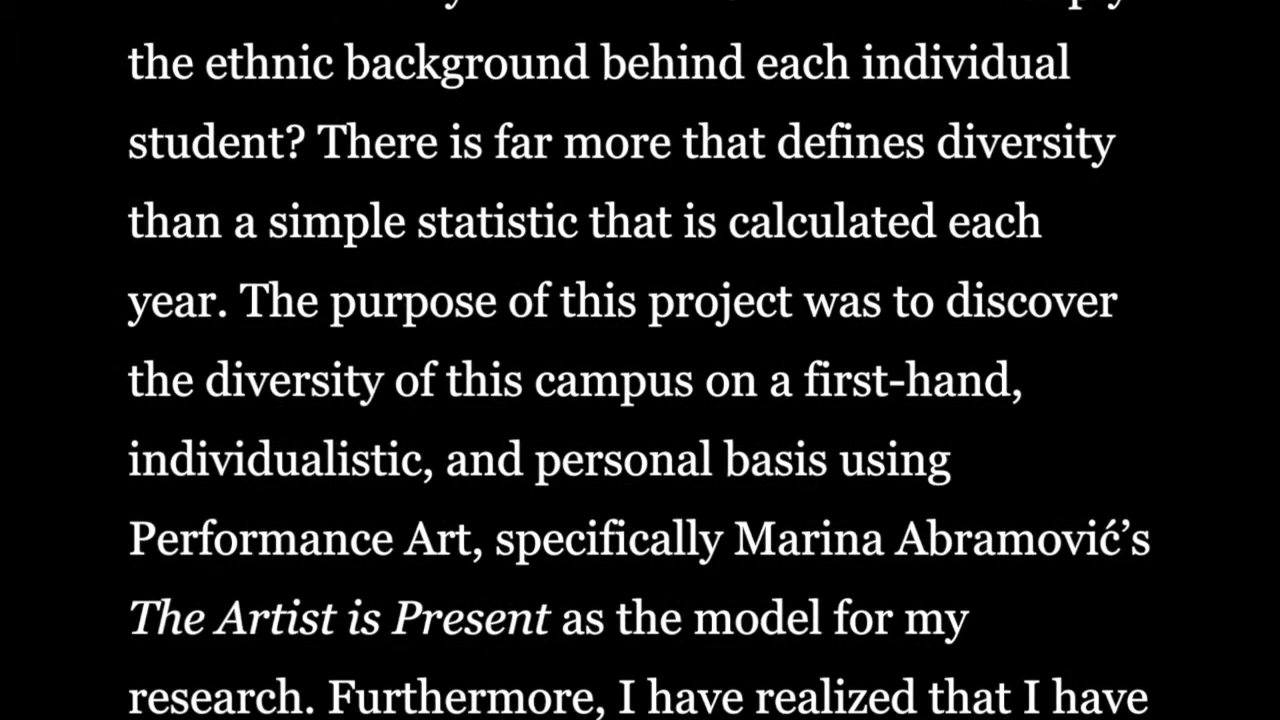 the ethnic background behind each individual
student? There is far more that defines diversity
than a simple statistic that is calculated each
year. The purpose of this project was to discover
the diversity of this campus on a first-hand,
individualistic, and personal basis using
Performance Art, specifically Marina Abramović’s
The Artist is Present as the model for my
research. Furthermore, I have realized that I have